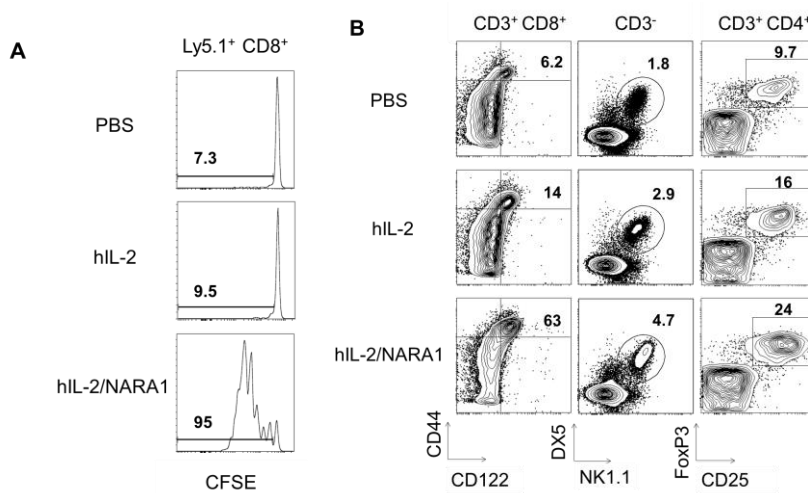 A
Ly5.1+ CD8+
PBS
7.3
hIL-2
9.5
hIL-2/NARA1
95
CFSE
B
CD3+ CD8+
CD3-
CD3+ CD4+
PBS
6.2
1.8
9.7
hIL-2
14
2.9
16
hIL-2/NARA1
63
4.7
24
CD44
CD122
DX5
NK1.1
FoxP3
CD25